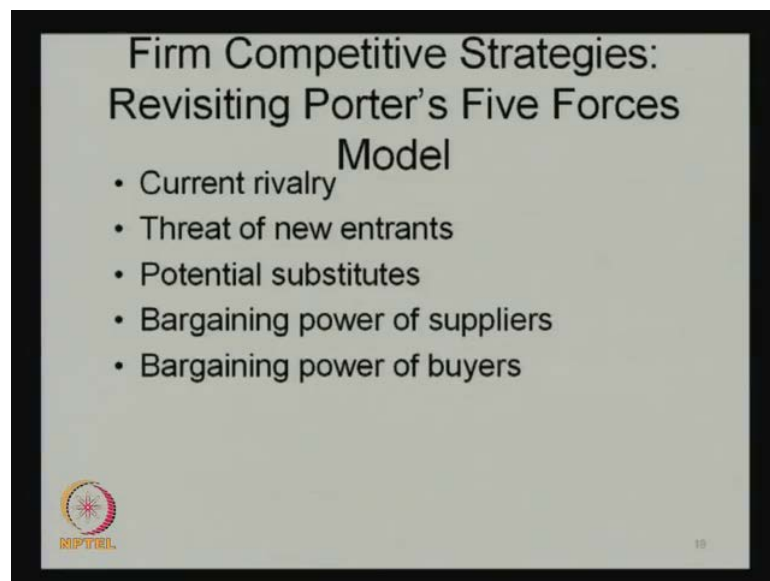 Firm Competitive Strategies:
Revisiting Porter's Five Forces
Model
• Current rivalry
• Threat of new entrants
• Potential substitutes
• Bargaining power of suppliers
• Bargaining power of buyers
NPTEL